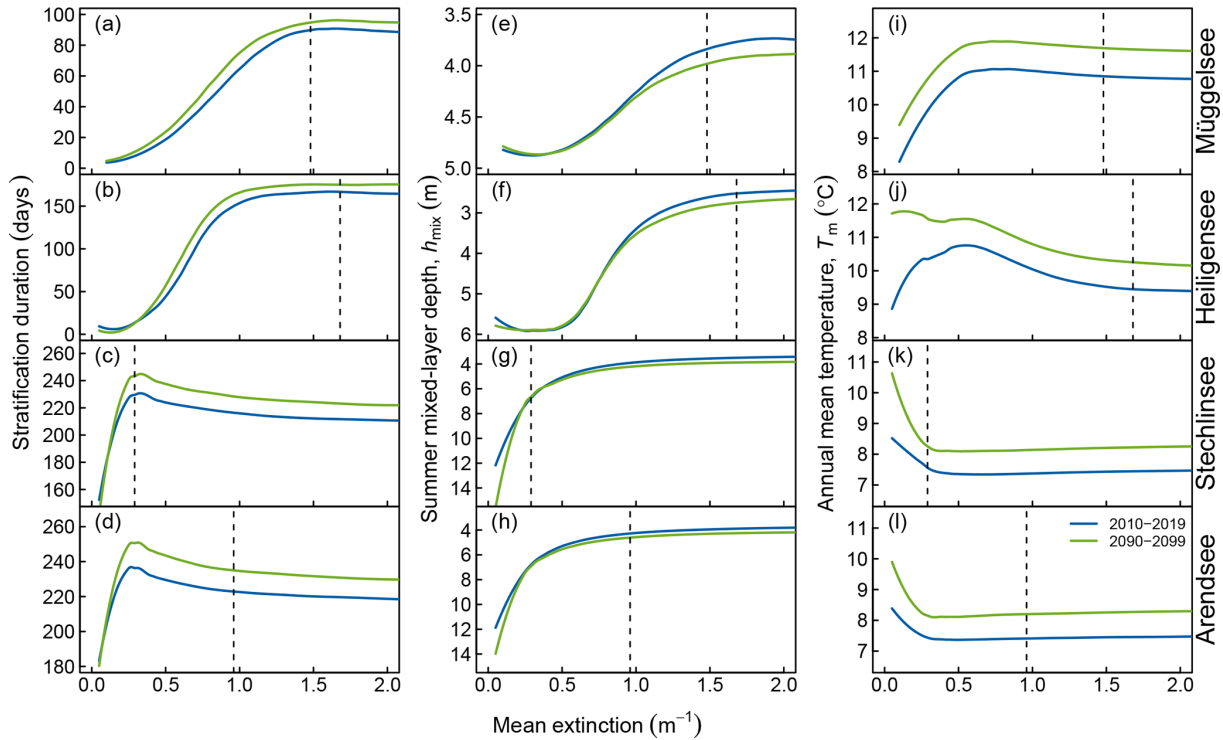 (a)
100
80
60
40
20
0
(b)
150
100
50
0
(c)
260
240
220
200
180
160
(d)
260
240
220
200
180
0.0 0.5 1.0 1.5 2.0
Stratification duration (days)
(e)
3.5
4.0
4.5
5.0
(f)
3
4
5
6
(g)
4
6
8
10
12
14
(h)
4
6
8
10
12
14
0.0 0.5 1.0 1.5 2.0
Summer mixed-layer depth, hmix (m)
(i)
12
11
10
9
8
(j)
12
11
10
9
8
(k)
11
10
9
8
7
(l)
11
10
9
8
7
2010−2019
2090−2099
0.0 0.5 1.0 1.5 2.0
Annual mean temperature, Tm (°C)
Müggelsee
Heiligensee
Stechlinsee
Arendsee
Mean extinction (m⁻¹)